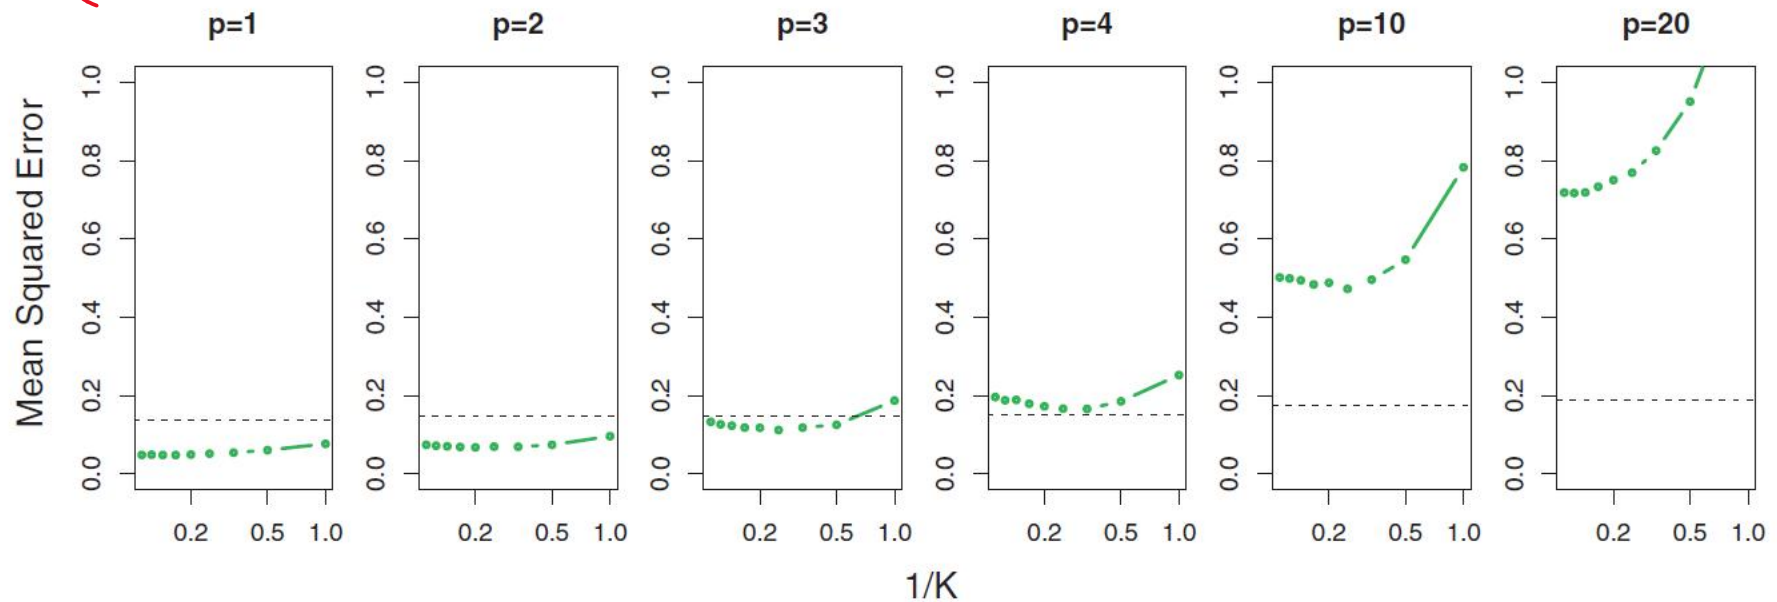 p=1 p=2 p=3 p=4 p=10 p=20
Mean Squared Error
1.0 1.0 1.0 1.0 1.0 1.0
0.8 0.8 0.8 0.8 0.8 0.8
0.6 0.6 0.6 0.6 0.6 0.6
0.4 0.4 0.4 0.4 0.4 0.4
0.2 0.2 0.2 0.2 0.2 0.2
0.0 0.0 0.0 0.0 0.0 0.0
0.2 0.5 1.0 0.2 0.5 1.0 0.2 0.5 1.0 0.2 0.5 1.0 0.2 0.5 1.0 0.2 0.5 1.0
1/K